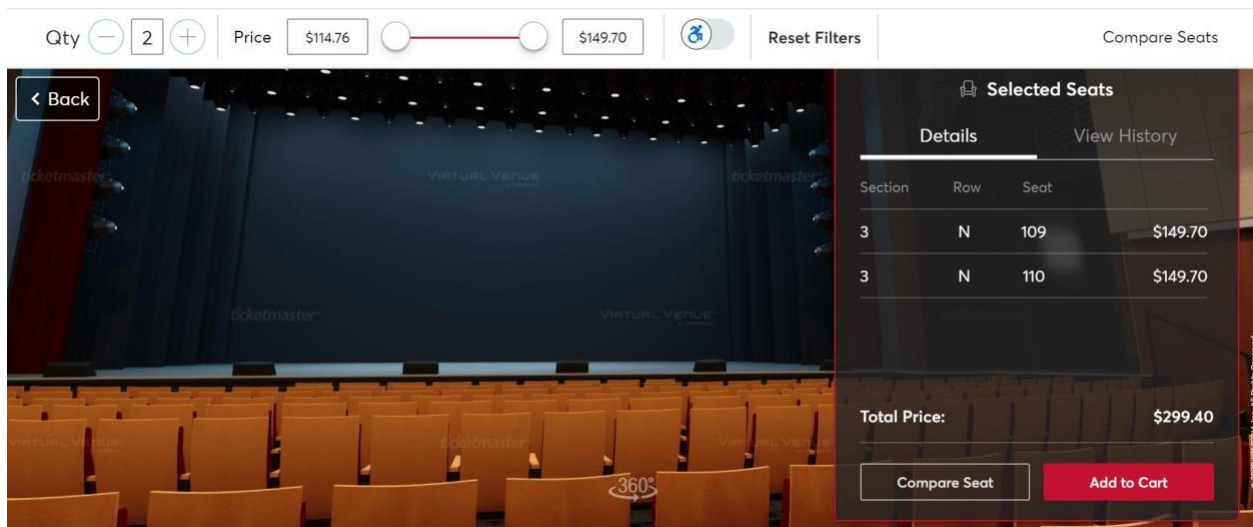 Qty 2 Price $114.76 $149.70 Reset Filters Compare Seats
< Back
Selected Seats
Details View History
ticketmaster VIRTUAL VENUE ticketmaster
Section Row Seat
3 N 109 $149.70
3 N 110 $149.70
ticketmaster VIRTUAL VENUE ticketmaster
Total Price: $299.40
VIRTUAL VENUE ticketmaster VIRTUAL VENUE
360°
Compare Seat Add to Cart